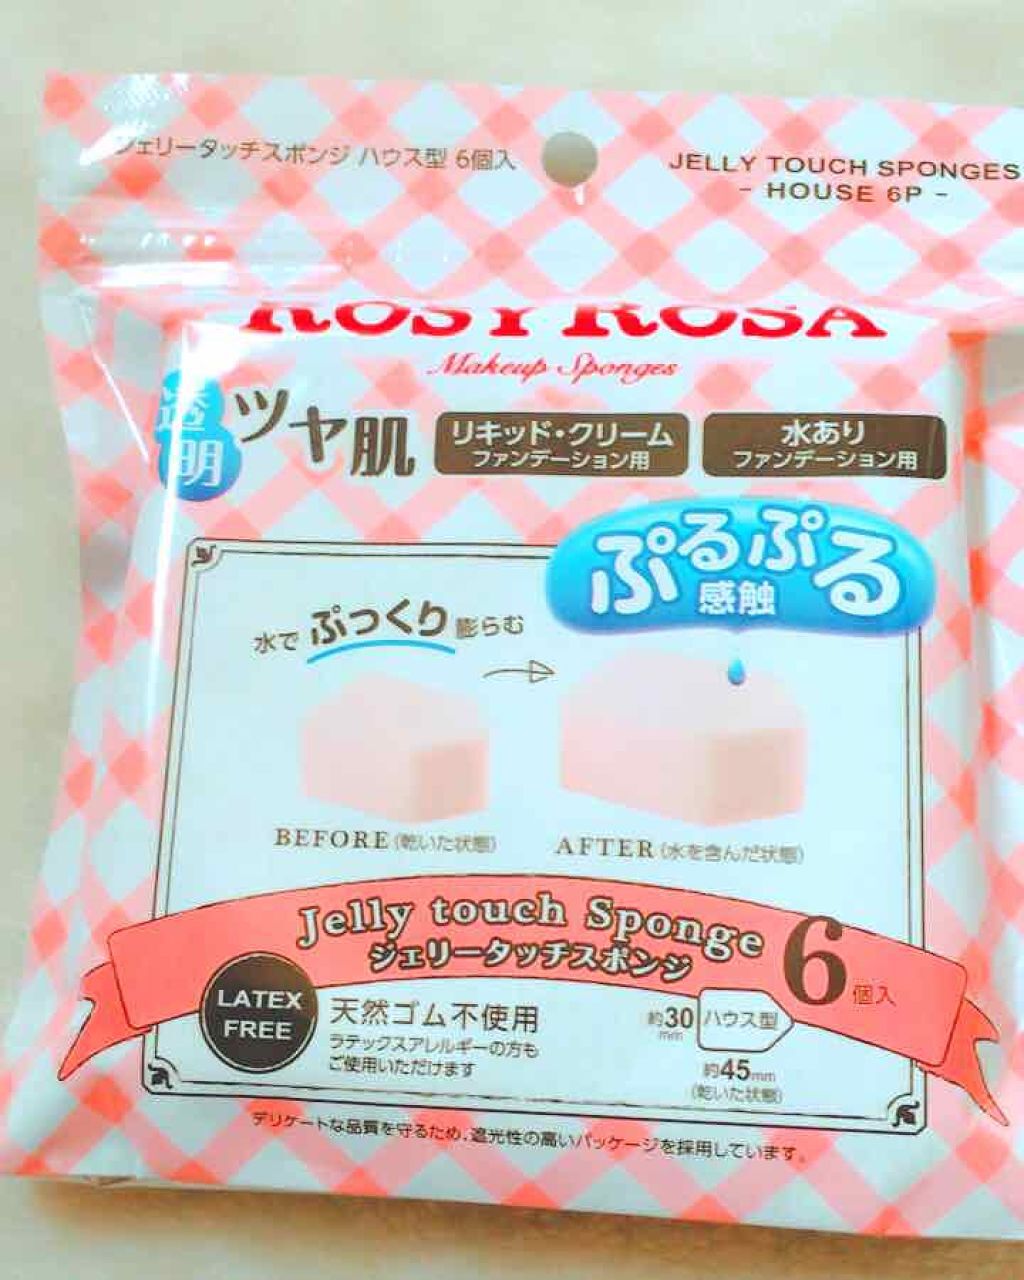 ジェリータッチスポンジ ハウス型 6個入
JELLY TOUCH SPONGES
- HOUSE 6P -
ROSY ROSA
Makeup Sponges
透明
ツヤ肌
リキッド・クリーム
ファンデーション用
水あり
ファンデーション用
ぷるぷる
感触
水でぷっくり膨らむ
BEFORE(乾いた状態)
AFTER(水を含んだ状態)
Jelly touch Sponge
ジェリータッチスポンジ
6個入
LATEX
FREE
天然ゴム不使用
ラテックスアレルギーの方も
ご使用いただけます
約30mm
ハウス型
約45mm
(乾いた状態)
デリケートな品質を守るため、遮光性の高いパッケージを採用しています。